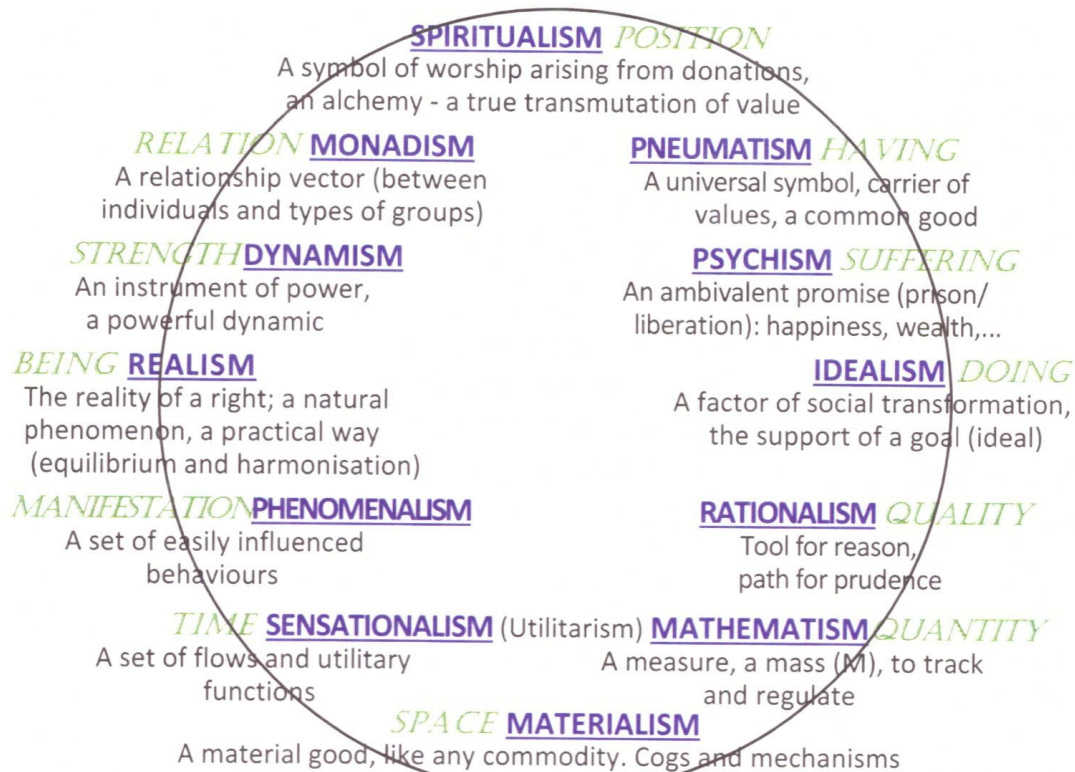 SPIRITUALISM POSITION
A symbol of worship arising from donations,
an alchemy - a true transmutation of value
RELATION MONADISM
A relationship vector (between
individuals and types of groups)
PNEUMATISM HAVING
A universal symbol, carrier of
values, a common good
STRENGTH DYNAMISM
An instrument of power,
a powerful dynamic
PSYCHISM SUFFERING
An ambivalent promise (prison/
liberation): happiness, wealth,...
BEING REALISM
The reality of a right; a natural
phenomenon, a practical way
(equilibrium and harmonisation)
IDEALISM DOING
A factor of social transformation,
the support of a goal (ideal)
MANIFESTATION PHENOMENALISM
A set of easily influenced
behaviours
RATIONALISM QUALITY
Tool for reason,
path for prudence
TIME SENSATIONALISM (Utilitarism)
A set of flows and utilitary
functions
MATHEMATISM QUANTITY
A measure, a mass (M), to track
and regulate
SPACE MATERIALISM
A material good, like any commodity. Cogs and mechanisms